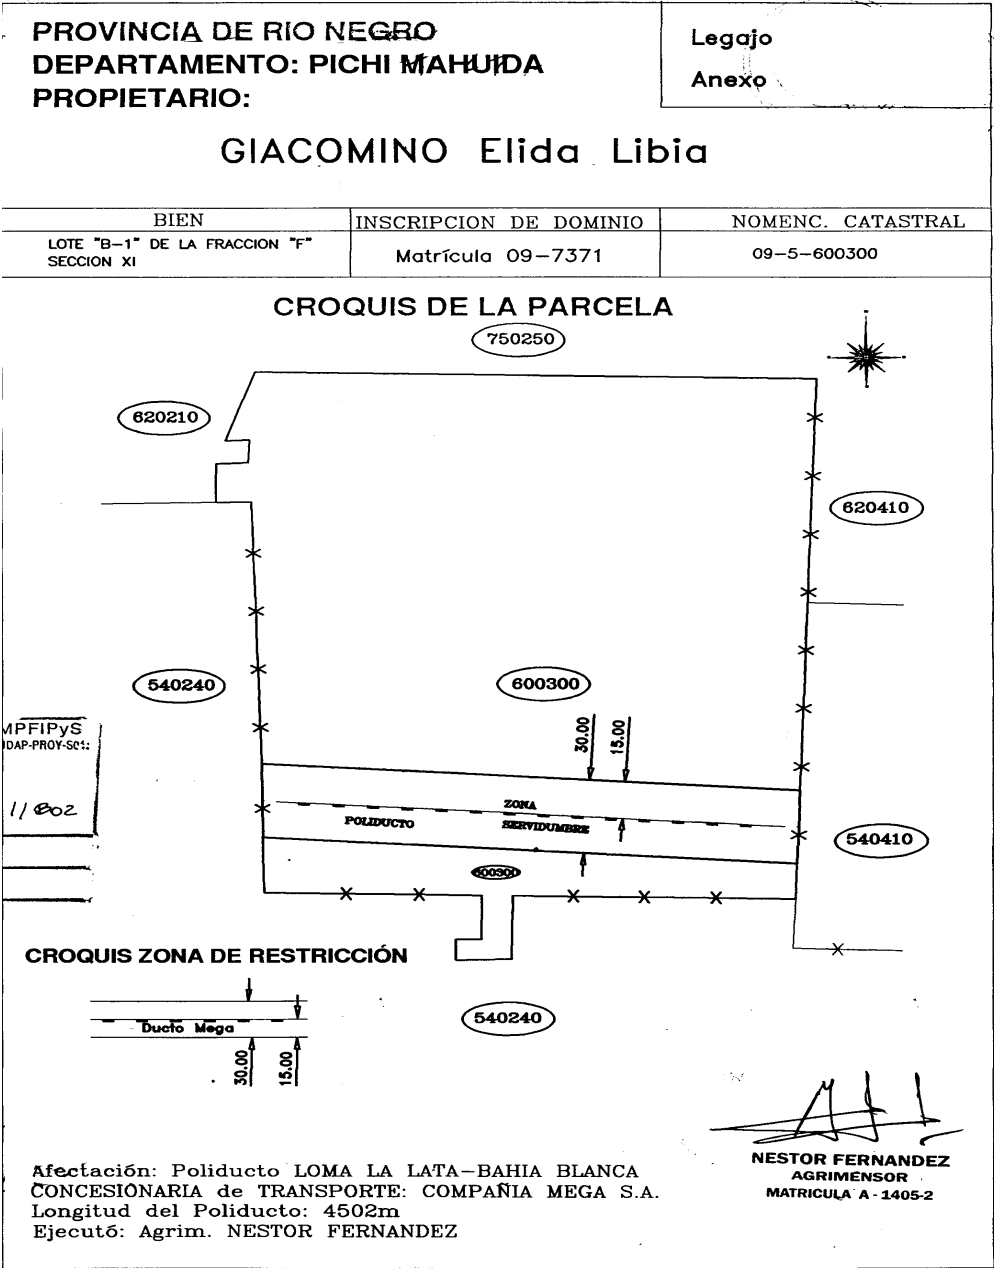 PROVINCIA DE RIO NEGRO
DEPARTAMENTO: PICHI MAHUIDA
PROPIETARIO:
Legajo
Anexo
GIACOMINO Elida Libia
BIEN
INSCRIPCION DE DOMINIO
NOMENC. CATASTRAL
LOTE "B-1" DE LA FRACCION "F"
SECCION XI
Matrícula 09-7371
09-5-600300
CROQUIS DE LA PARCELA
750250
620210
620410
540240
600300
MPFIPyS
30.00
15.00
11802
ZONA
POLIDUCTO
SERVIDUMBRE
540410
600300
CROQUIS ZONA DE RESTRICCIÓN
Ducto Mega
540240
30.00
15.00
NESTOR FERNANDEZ
AGRIMENSOR
MATRICULA A - 1405-2
Afectación: Poliducto LOMA LA LATA-BAHIA BLANCA
CONCESIONARIA de TRANSPORTE: COMPAÑIA MEGA S.A.
Longitud del Poliducto: 4502m
Ejecutó: Agrim. NESTOR FERNANDEZ